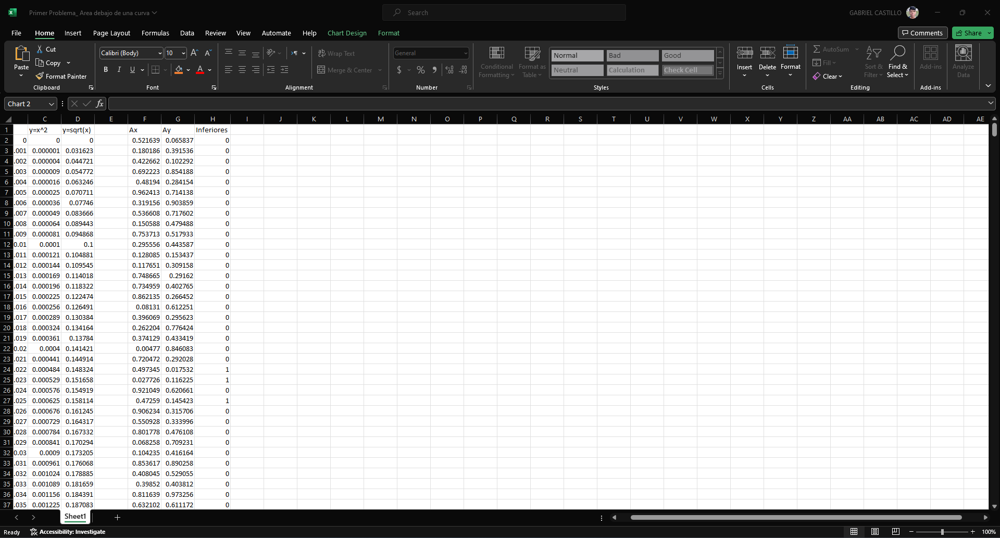 Primer Problema_ Area debajo de una curva
Search
GABRIEL CASTILLO
File Home Insert Page Layout Formulas Data Review View Automate Help Chart Design Format
Comments Share
Paste
Cut
Copy
Format Painter
Clipboard
Calibri (Body) 10
B I U
Font
Wrap Text
Merge & Center
Alignment
General
$ %
Number
Conditional Formatting
Format as Table
Normal Bad Good
Neutral Calculation Check Cell
Styles
Insert Delete Format
Cells
AutoSum
Fill
Clear
Sort & Filter
Find & Select
Editing
Add-ins
Add-ins
Analyze Data
Chart 2
fx
C D E F G H I J K L M N O P Q R S T U V W X Y Z AA AB AC AD AE
1 y=x^2 y=sqrt(x) Ax Ay Inferiores
2 0 0 0 0.521639 0.065837 0
3 .001 0.000001 0.031623 0.180186 0.391536 0
4 .002 0.000004 0.044721 0.422662 0.102292 0
5 .003 0.000009 0.054772 0.692223 0.854188 0
6 .004 0.000016 0.063246 0.48194 0.284154 0
7 .005 0.000025 0.070711 0.962413 0.714138 0
8 .006 0.000036 0.07746 0.319156 0.903859 0
9 .007 0.000049 0.083666 0.536608 0.717602 0
10 .008 0.000064 0.089443 0.150588 0.479488 0
11 .009 0.000081 0.094868 0.753713 0.517933 0
12 0.01 0.0001 0.1 0.295556 0.443587 0
13 .011 0.000121 0.104881 0.128085 0.153437 0
14 .012 0.000144 0.109545 0.117651 0.309158 0
15 .013 0.000169 0.114018 0.748665 0.29162 0
16 .014 0.000196 0.118322 0.734959 0.402765 0
17 .015 0.000225 0.122474 0.862135 0.266452 0
18 .016 0.000256 0.126491 0.08131 0.612251 0
19 .017 0.000289 0.130384 0.396069 0.295623 0
20 .018 0.000324 0.134164 0.262204 0.776424 0
21 .019 0.000361 0.13784 0.374129 0.433419 0
22 0.02 0.0004 0.141421 0.00477 0.846083 0
23 .021 0.000441 0.144914 0.720472 0.292028 0
24 .022 0.000484 0.148324 0.497345 0.017532 1
25 .023 0.000529 0.151658 0.027726 0.116225 1
26 .024 0.000576 0.154919 0.921049 0.620661 0
27 .025 0.000625 0.158114 0.47259 0.145423 1
28 .026 0.000676 0.161245 0.906234 0.315706 0
29 .027 0.000729 0.164317 0.550928 0.333996 0
30 .028 0.000784 0.167332 0.801778 0.476108 0
31 .029 0.000841 0.170294 0.068258 0.709231 0
32 0.03 0.0009 0.173205 0.104235 0.416164 0
33 .031 0.000961 0.176068 0.853617 0.890258 0
34 .032 0.001024 0.178885 0.408045 0.529055 0
35 .033 0.001089 0.181659 0.39852 0.403812 0
36 .034 0.001156 0.184391 0.811639 0.973256 0
37 .035 0.001225 0.187083 0.632102 0.611172 0
Sheet1
Ready Accessibility: Investigate 100%